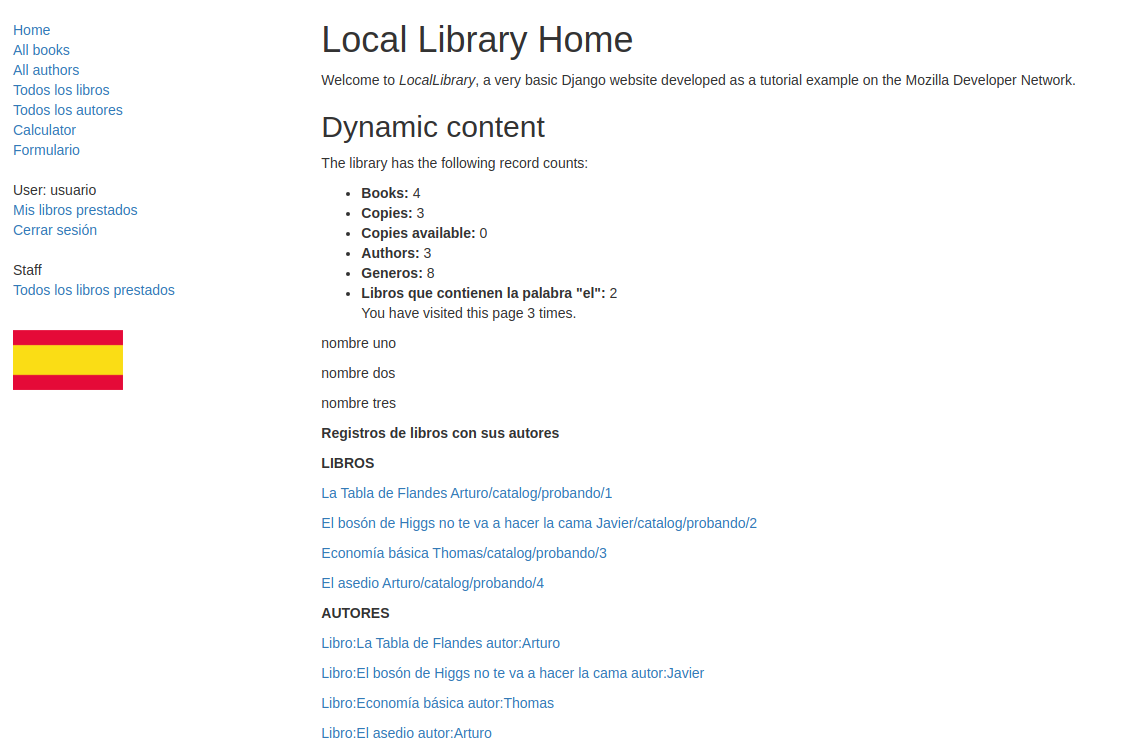 Home
All books
All authors
Todos los libros
Todos los autores
Calculator
Formulario
User: usuario
Mis libros prestados
Cerrar sesión
Staff
Todos los libros prestados
Local Library Home
Welcome to LocalLibrary, a very basic Django website developed as a tutorial example on the Mozilla Developer Network.
Dynamic content
The library has the following record counts:
• Books: 4
• Copies: 3
• Copies available: 0
• Authors: 3
• Generos: 8
• Libros que contienen la palabra "el": 2
You have visited this page 3 times.
nombre uno
nombre dos
nombre tres
Registros de libros con sus autores
LIBROS
La Tabla de Flandes Arturo/catalog/probando/1
El bosón de Higgs no te va a hacer la cama Javier/catalog/probando/2
Economía básica Thomas/catalog/probando/3
El asedio Arturo/catalog/probando/4
AUTORES
Libro:La Tabla de Flandes autor:Arturo
Libro:El bosón de Higgs no te va a hacer la cama autor:Javier
Libro:Economía básica autor:Thomas
Libro:El asedio autor:Arturo